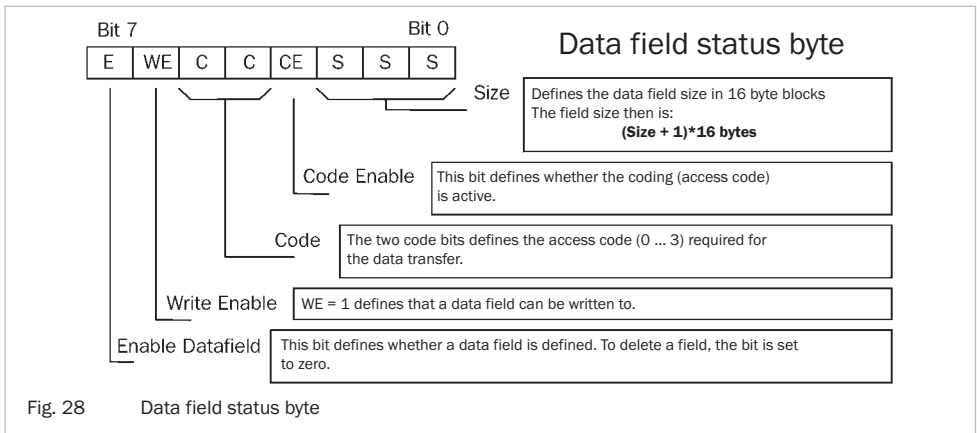 Bit 7 Bit 0
Data field status byte
E WE C C CE S S S
Size
Defines the data field size in 16 byte blocks
The field size then is:
(Size + 1)*16 bytes
Code Enable
This bit defines whether the coding (access code)
is active.
Code
The two code bits defines the access code (0 ... 3) required for
the data transfer.
Write Enable
WE = 1 defines that a data field can be written to.
Enable Datafield
This bit defines whether a data field is defined. To delete a field, the bit is set
to zero.
Fig. 28 Data field status byte